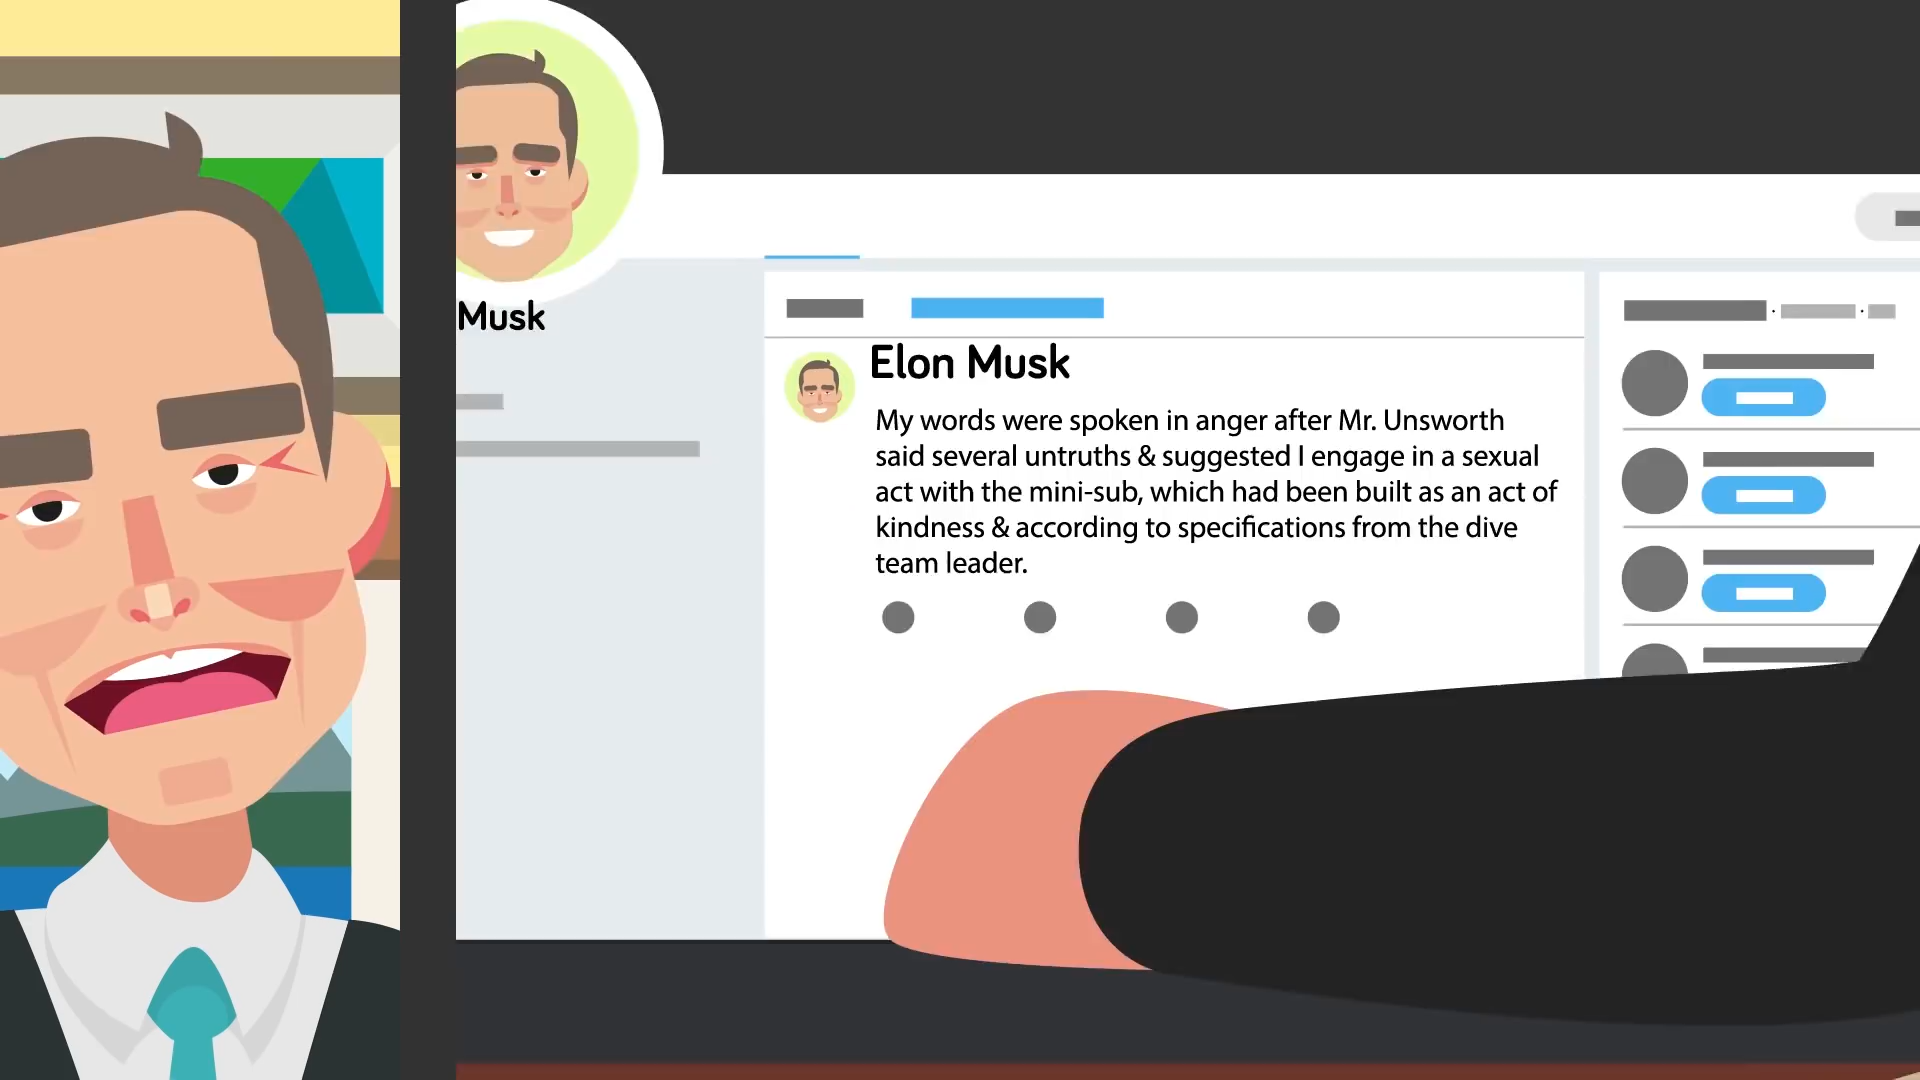 Musk
Elon Musk
My words were spoken in anger after Mr. Unsworth
said several untruths & suggested I engage in a sexual
act with the mini-sub, which had been built as an act of
kindness & according to specifications from the dive
team leader.